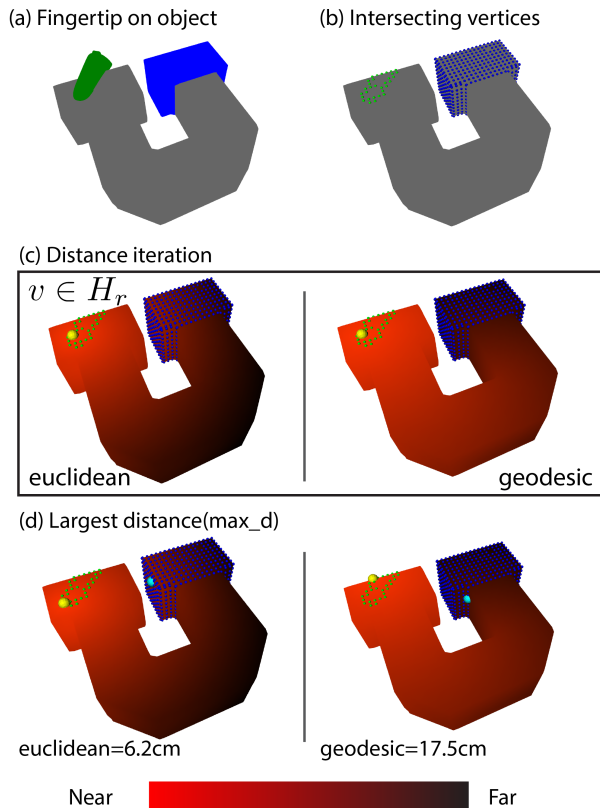 (a) Fingertip on object
(b) Intersecting vertices
(c) Distance iteration
v ∈ H_r
euclidean
geodesic
(d) Largest distance(max_d)
euclidean=6.2cm
geodesic=17.5cm
Near
Far